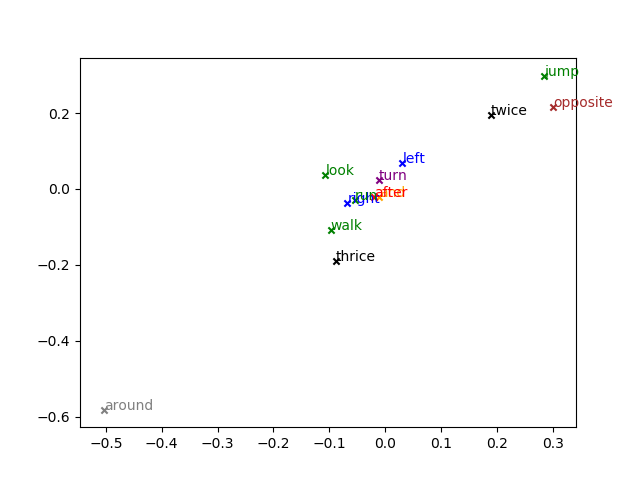 jump
opposite
0.2
twice
left
look
turn
0.0
after
right
walk
thrice
−0.2
−0.4
around
−0.6
−0.5 −0.4 −0.3 −0.2 −0.1 0.0 0.1 0.2 0.3